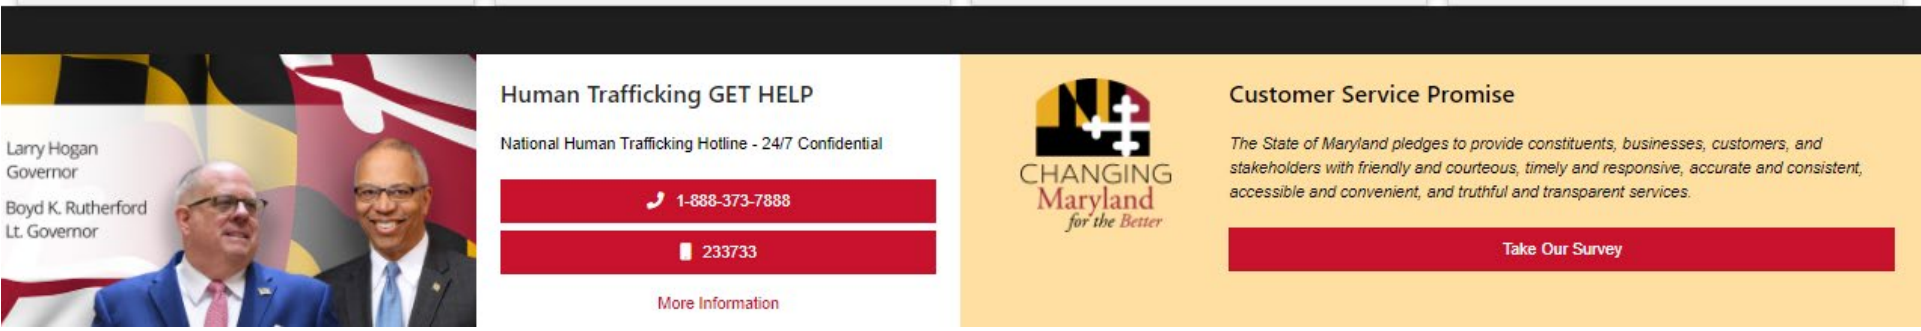 Larry Hogan
Governor
Boyd K. Rutherford
Lt. Governor
Human Trafficking GET HELP
National Human Trafficking Hotline - 24/7 Confidential
1-888-373-7888
233733
More Information
CHANGING
Maryland
for the Better
Customer Service Promise
The State of Maryland pledges to provide constituents, businesses, customers, and
stakeholders with friendly and courteous, timely and responsive, accurate and consistent,
accessible and convenient, and truthful and transparent services.
Take Our Survey